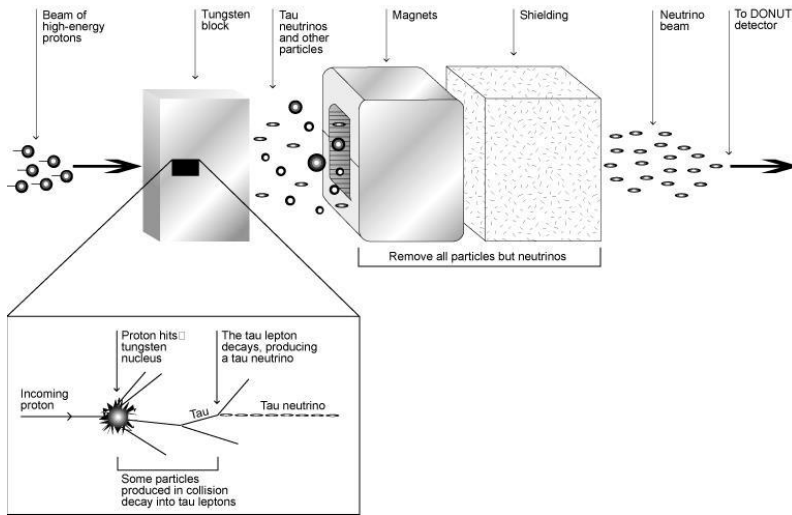 Beam of
high-energy
protons
Tungsten
block
Tau
neutrinos
and other
particles
Magnets
Shielding
Neutrino
beam
To DONUT
detector
Remove all particles but neutrinos
Proton hits□
tungsten
nucleus
The tau lepton
decays, producing
a tau neutrino
Incoming
proton
Tau
Tau neutrino
Some particles
produced in collision
decay into tau leptons